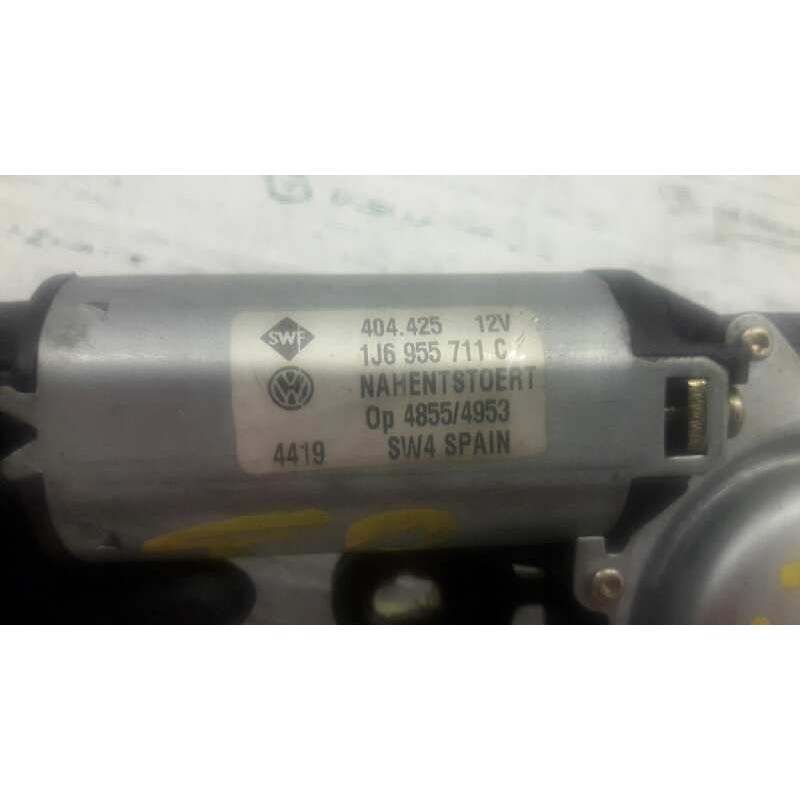 SWF
404.425 12V
1J6 955 711 C
NAHENTSTOERT
Op 4855/4953
4419 SW4 SPAIN